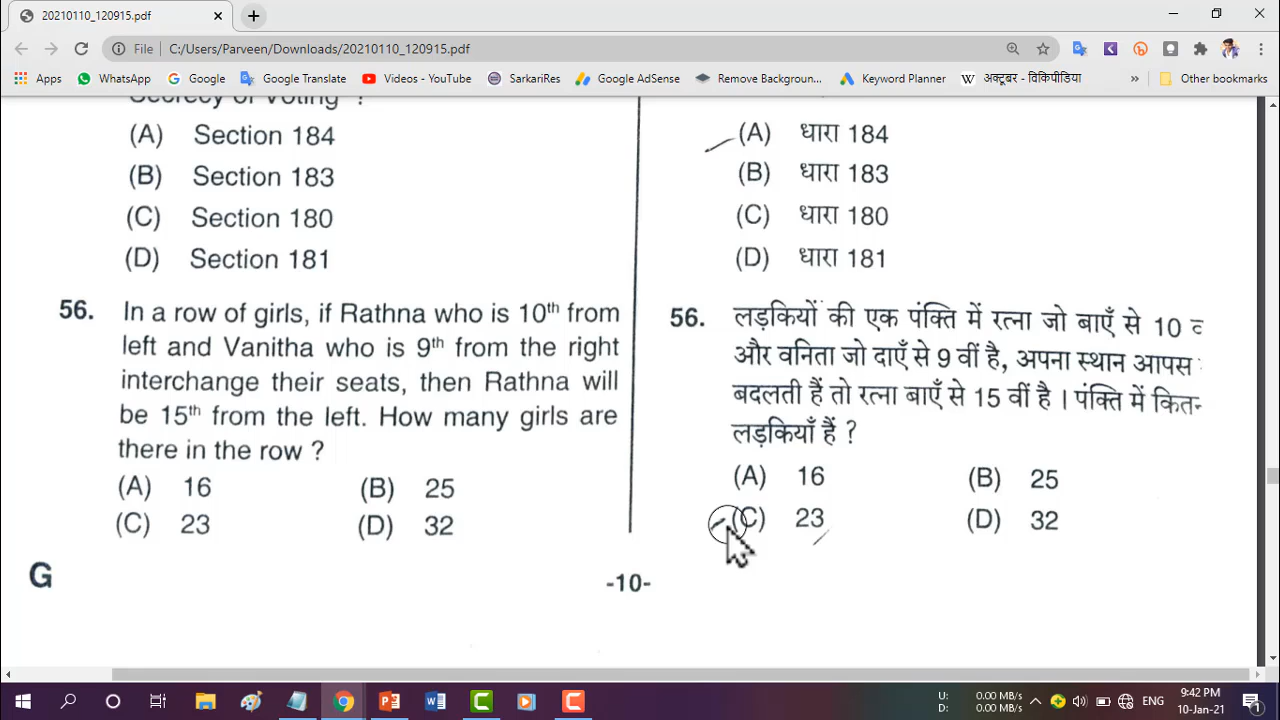 20210110_120915.pdf
File C:/Users/Parveen/Downloads/20210110_120915.pdf
Apps WhatsApp Google Google Translate Videos - YouTube SarkariRes Google AdSense Remove Backgroun... Keyword Planner W अक्टूबर - विकिपीडिया » Other bookmarks
Secrecy of Voting ?
(A) Section 184
(B) Section 183
(C) Section 180
(D) Section 181
56. In a row of girls, if Rathna who is 10th from
left and Vanitha who is 9th from the right
interchange their seats, then Rathna will
be 15th from the left. How many girls are
there in the row ?
(A) 16 (B) 25
(C) 23 (D) 32
G
(A) धारा 184
(B) धारा 183
(C) धारा 180
(D) धारा 181
56. लड़कियों की एक पंक्ति में रत्ना जो बाएँ से 10
और वनिता जो दाएँ से 9 वीं है, अपना स्थान आपस
बदलती हैं तो रत्ना बाएँ से 15 वीं है । पंक्ति में
लड़कियाँ हैं ?
(A) 16 (B) 25
(C) 23 (D) 32
-10-
U: 0.00 MB/s
D: 0.00 MB/s
ENG
9:42 PM
10-Jan-21
1